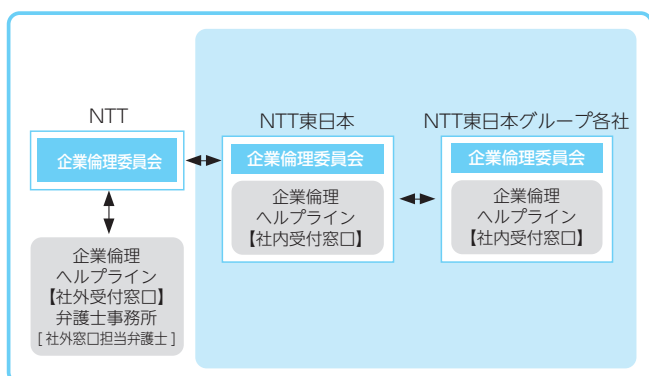 NTT
企業倫理委員会
企業倫理
ヘルプライン
【社外受付窓口】
弁護士事務所
[ 社外窓口担当弁護士 ]
NTT東日本
企業倫理委員会
企業倫理
ヘルプライン
【社内受付窓口】
NTT東日本グループ各社
企業倫理委員会
企業倫理
ヘルプライン
【社内受付窓口】